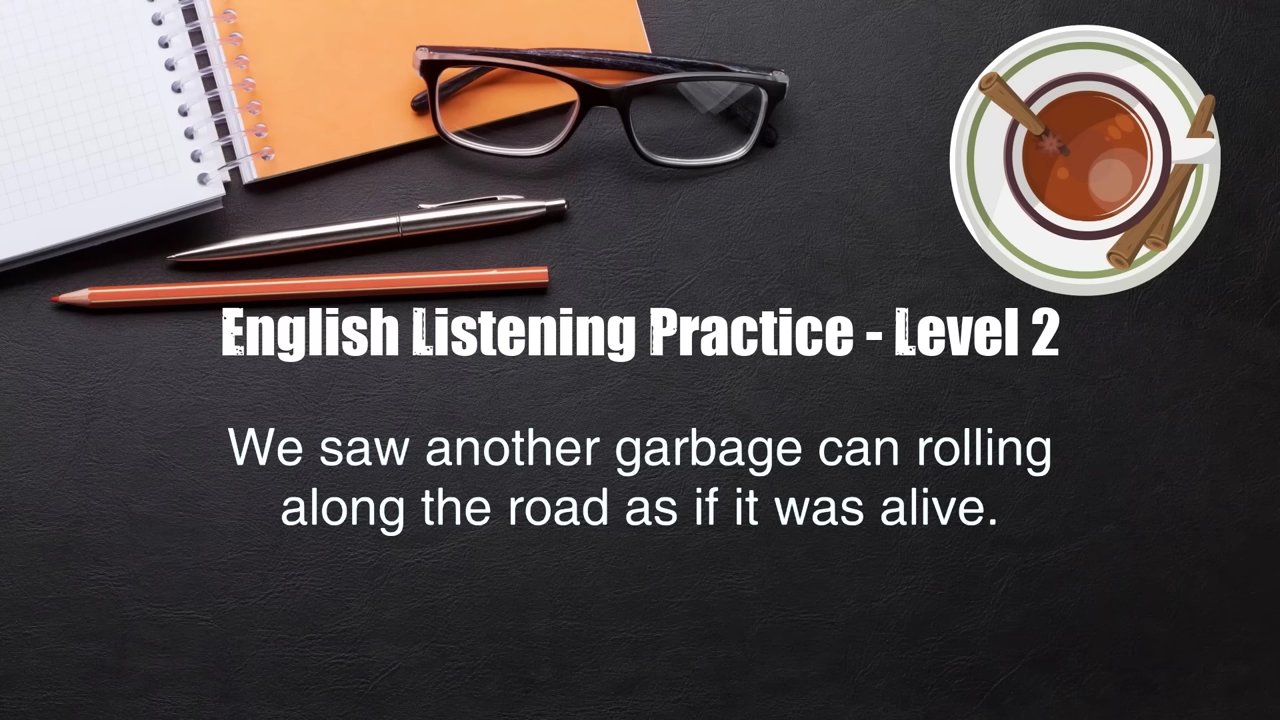 English Listening Practice - Level 2
We saw another garbage can rolling
along the road as if it was alive.